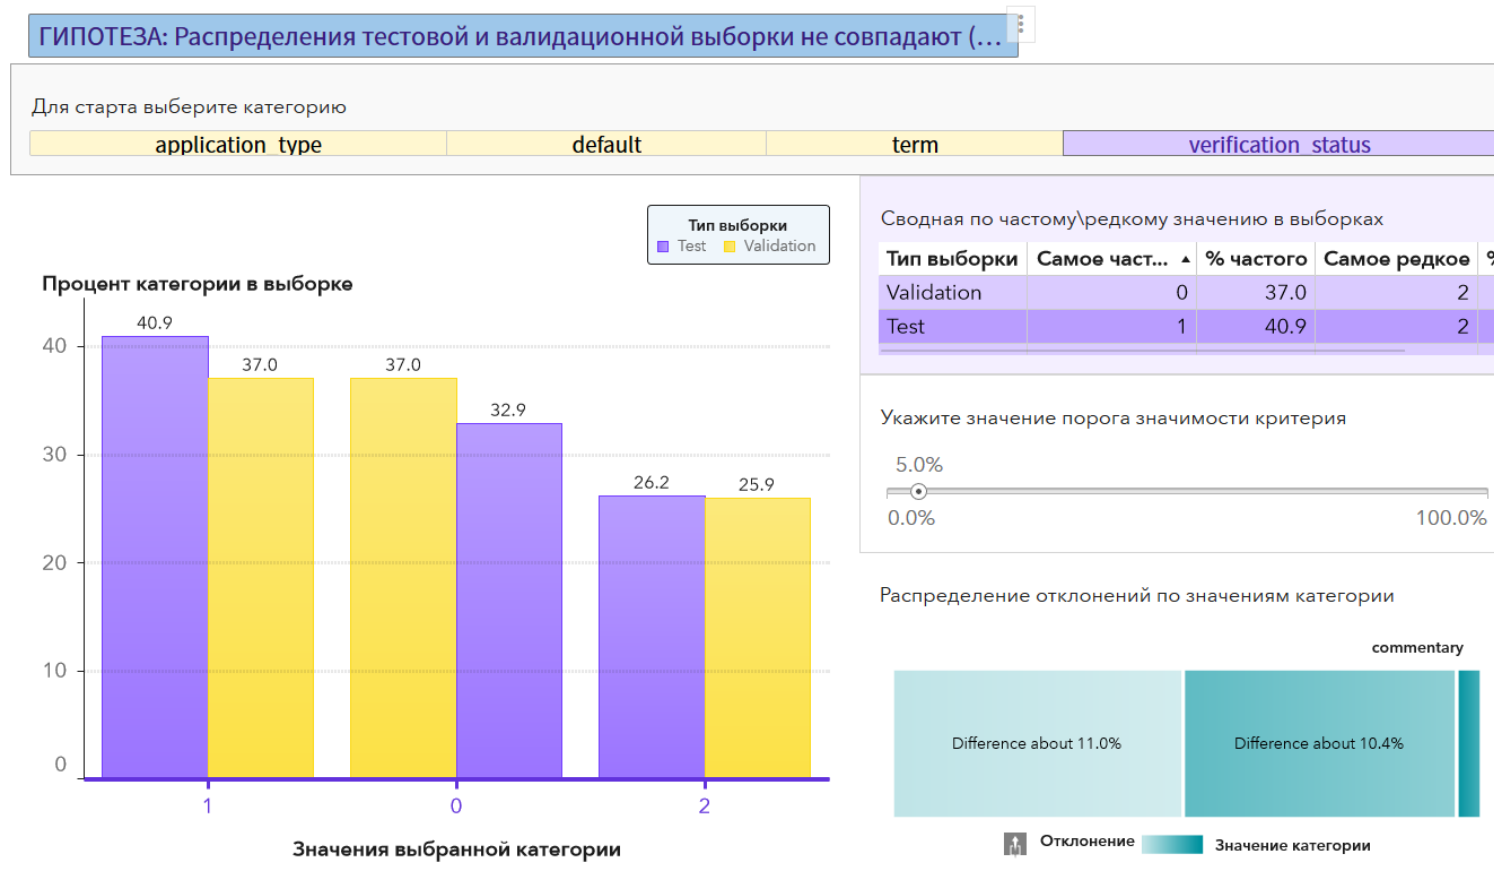 ГИПОТЕЗА: Распределения тестовой и валидационной выборки не совпадают (...
Для старта выберите категорию
application_type default term verification_status
Тип выборки
Test Validation
Процент категории в выборке
40.9
37.0
37.0
32.9
26.2
25.9
40
30
20
10
0
1 0 2
Значения выбранной категории
Сводная по частому\редкому значению в выборках
Тип выборки Самое част... % частого Самое редкое
Validation 0 37.0 2
Test 1 40.9 2
Укажите значение порога значимости критерия
5.0%
0.0% 100.0%
Распределение отклонений по значениям категории
commentary
Difference about 11.0% Difference about 10.4%
Отклонение Значение категории